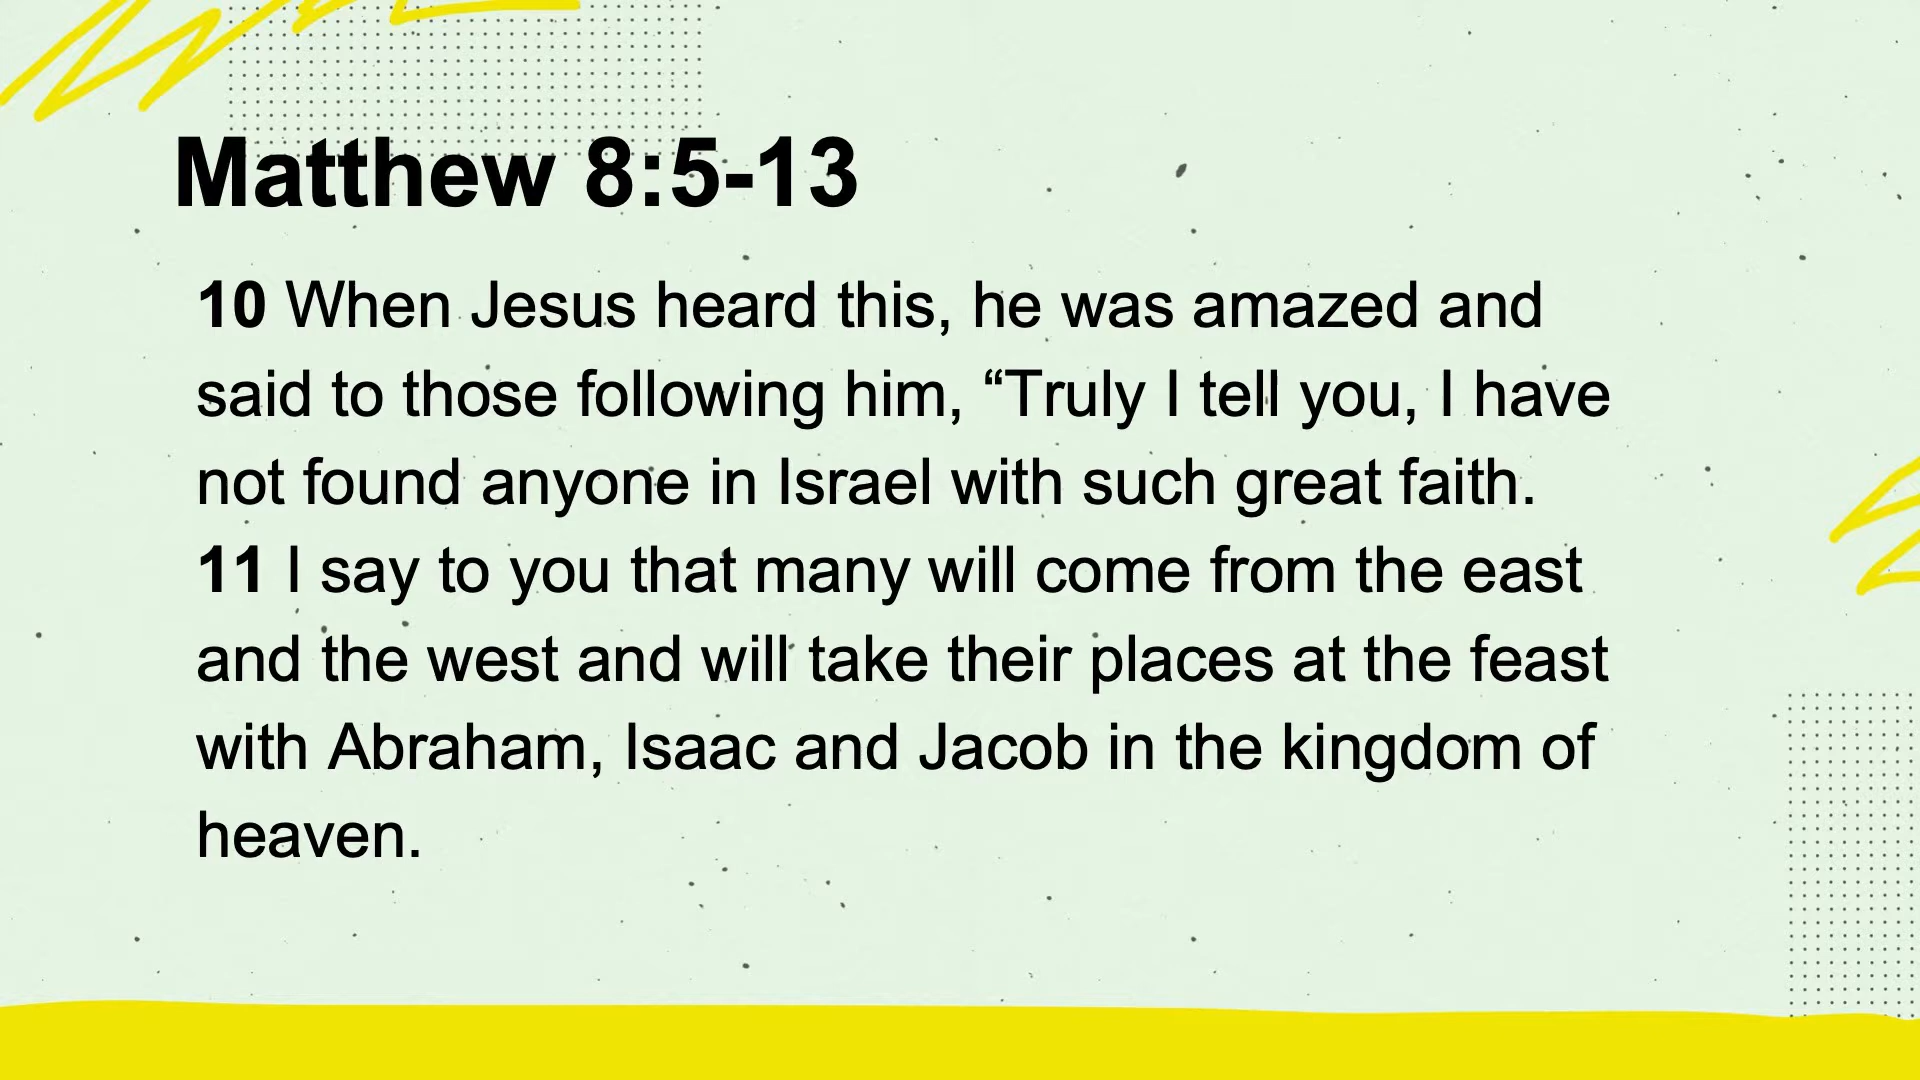 Matthew 8:5-13
10 When Jesus heard this, he was amazed and
said to those following him, “Truly I tell you, I have
not found anyone in Israel with such great faith.
11 I say to you that many will come from the east
and the west and will take their places at the feast
with Abraham, Isaac and Jacob in the kingdom of
heaven.